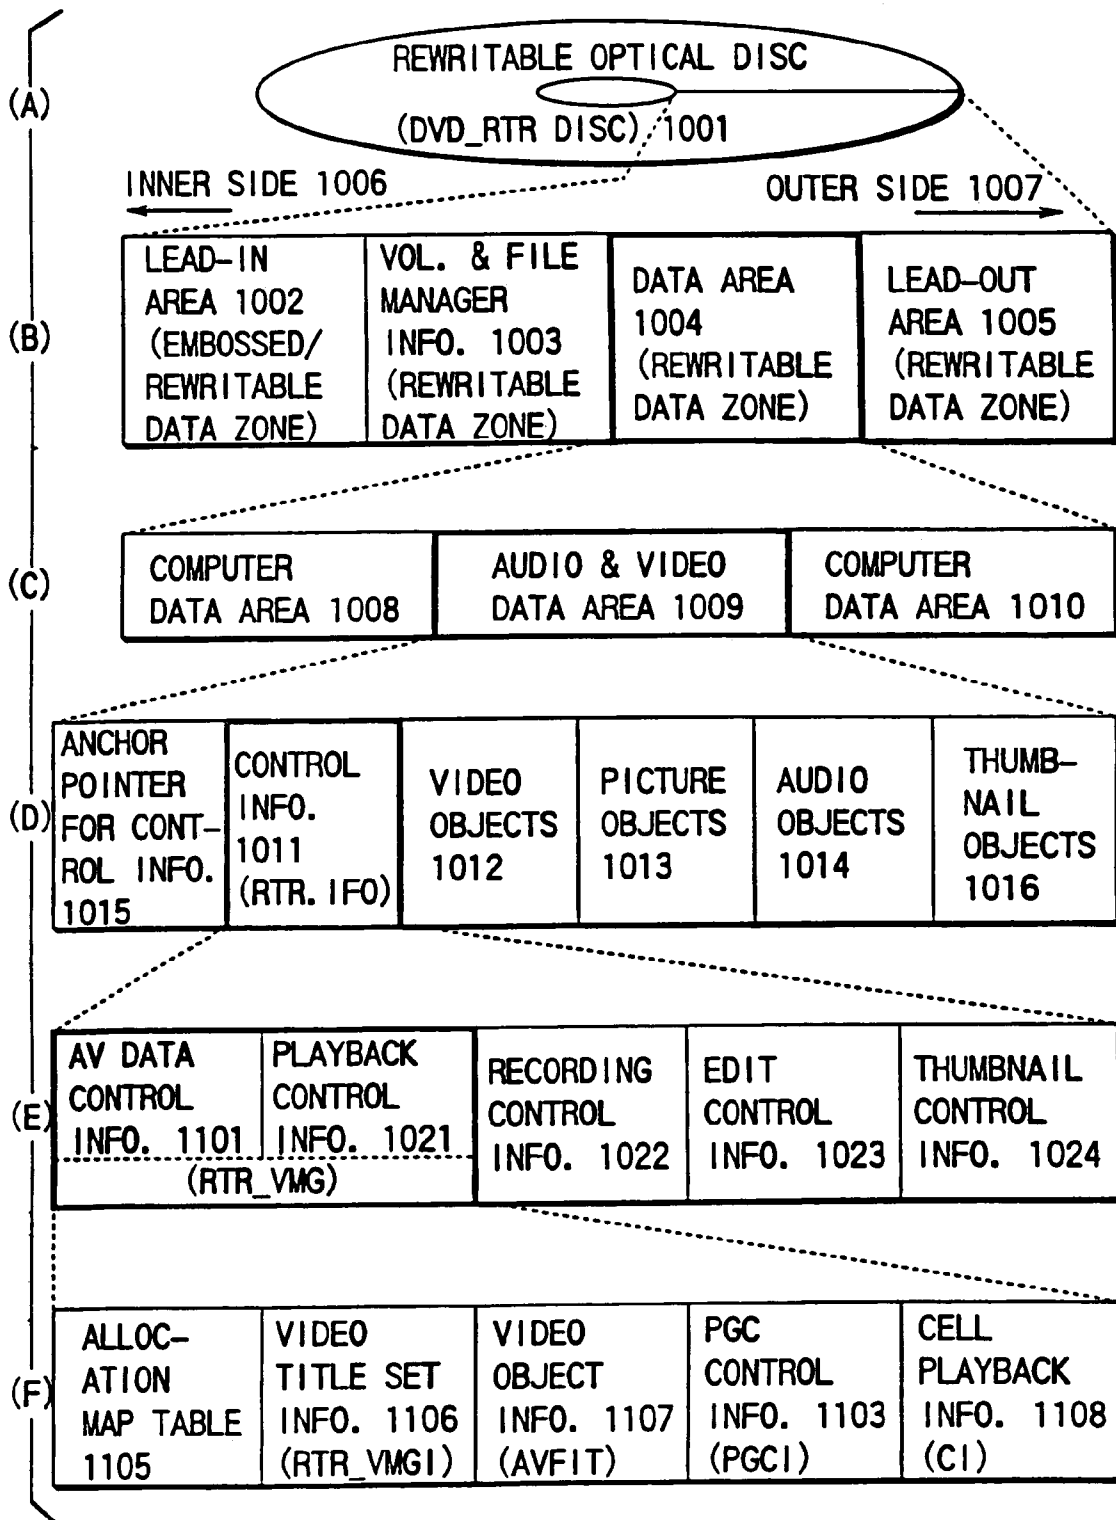 (A)
REWRITABLE OPTICAL DISC
(DVD_RTR DISC) 1001
INNER SIDE 1006
OUTER SIDE 1007
(B)
LEAD-IN
AREA 1002
(EMBOSSED/
REWRITABLE
DATA ZONE)
VOL. & FILE
MANAGER
INFO. 1003
(REWRITABLE
DATA ZONE)
DATA AREA
1004
(REWRITABLE
DATA ZONE)
LEAD-OUT
AREA 1005
(REWRITABLE
DATA ZONE)
(C)
COMPUTER
DATA AREA 1008
AUDIO & VIDEO
DATA AREA 1009
COMPUTER
DATA AREA 1010
(D)
ANCHOR
POINTER
FOR CONT-
ROL INFO.
1015
CONTROL
INFO.
1011
(RTR.IFO)
VIDEO
OBJECTS
1012
PICTURE
OBJECTS
1013
AUDIO
OBJECTS
1014
THUMB-
NAIL
OBJECTS
1016
(E)
AV DATA
CONTROL
INFO. 1101
PLAYBACK
CONTROL
INFO. 1021
(RTR_VMG)
RECORDING
CONTROL
INFO. 1022
EDIT
CONTROL
INFO. 1023
THUMBNAIL
CONTROL
INFO. 1024
(F)
ALLOC-
ATION
MAP TABLE
1105
VIDEO
TITLE SET
INFO. 1106
(RTR_VMGI)
VIDEO
OBJECT
INFO. 1107
(AVFIT)
PGC
CONTROL
INFO. 1103
(PGCI)
CELL
PLAYBACK
INFO. 1108
(CI)